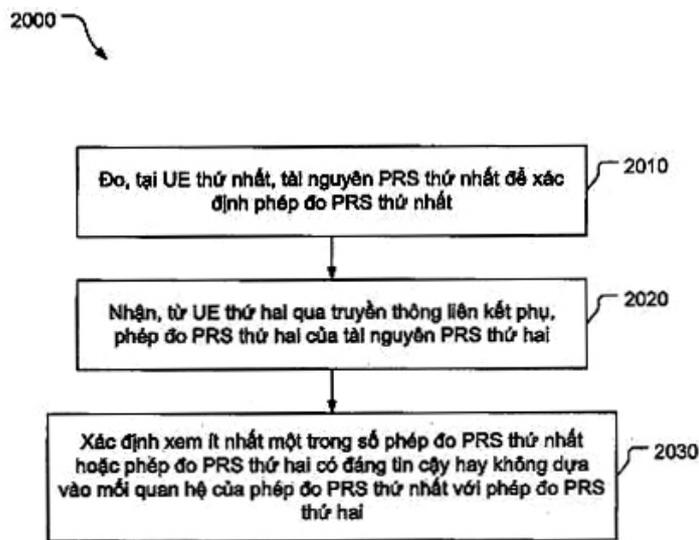 2000
Đo, tại UE thứ nhất, tài nguyên PRS thứ nhất để xác
định phép đo PRS thứ nhất
2010
Nhận, từ UE thứ hai qua truyền thông liên kết phụ,
phép đo PRS thứ hai của tài nguyên PRS thứ hai
2020
Xác định xem ít nhất một trong số phép đo PRS thứ nhất
hoặc phép đo PRS thứ hai có đáng tin cậy hay không dựa
vào mối quan hệ của phép đo PRS thứ nhất với phép đo PRS
thứ hai
2030